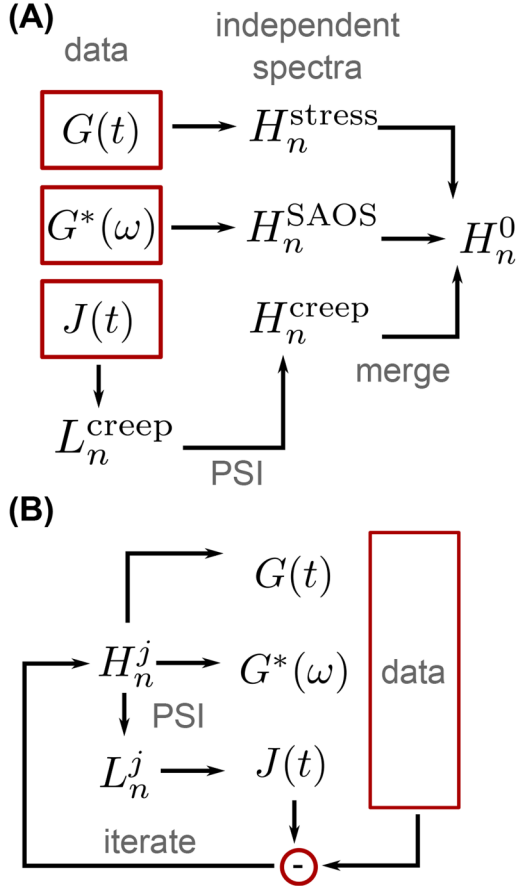 (A)
data
independent
spectra
G(t)
H_n^stress
G*(ω)
H_n^SAOS
H_n^0
J(t)
H_n^creep
merge
L_n^creep
PSI
(B)
G(t)
H_n^j
G*(ω)
data
PSI
L_n^j
J(t)
iterate
-